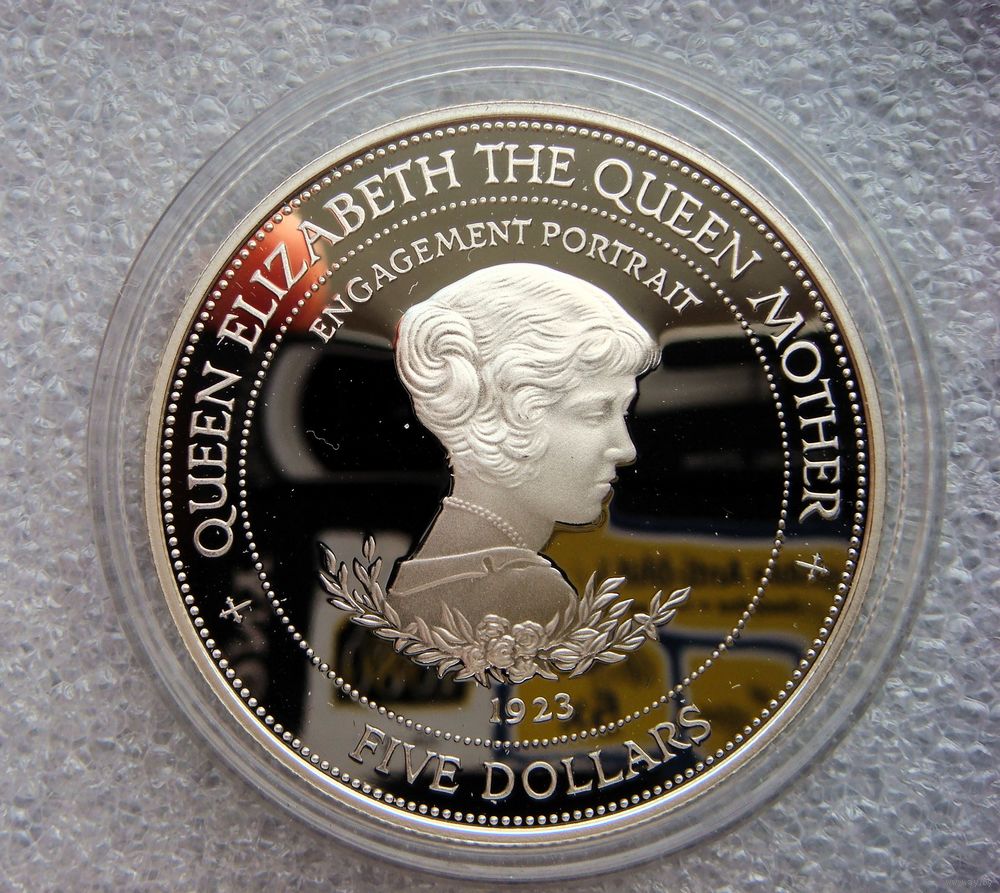 QUEEN ELIZABETH THE QUEEN MOTHER
ENGAGEMENT PORTRAIT
1923
FIVE DOLLARS